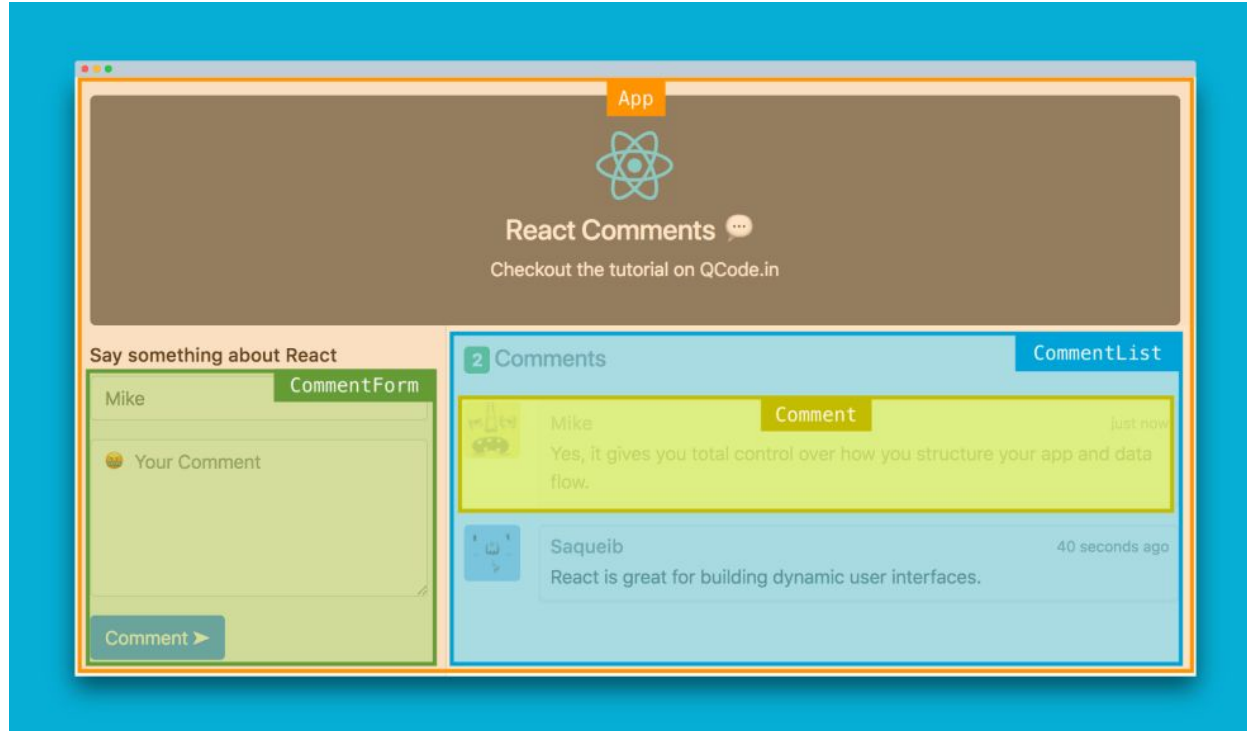 App
React Comments 💬
Checkout the tutorial on QCode.in
Say something about React
CommentForm
Mike
😀 Your Comment
Comment ➤
2 Comments
CommentList
Comment
Mike just now
Yes, it gives you total control over how you structure your app and data
flow.
Saqueib 40 seconds ago
React is great for building dynamic user interfaces.